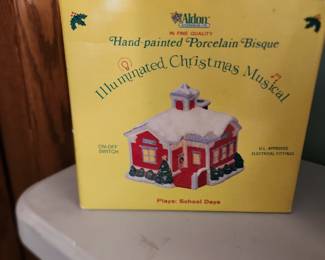 Aldon
IN FINE QUALITY
Hand-painted Porcelain Bisque
Illuminated Christmas Musical
ON-OFF
SWITCH
U.L. APPROVED
ELECTRICAL FITTINGS
Plays: School Days